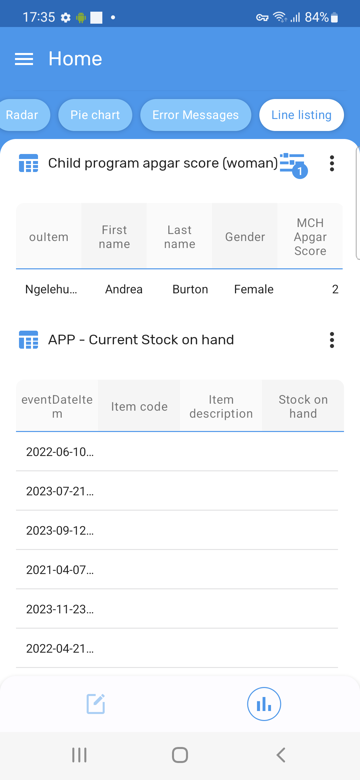 17:35
84%
Home
Radar
Pie chart
Error Messages
Line listing
Child program apgar score (woman)
1
ouItem
First name
Last name
Gender
MCH Apgar Score
Ngelehu...
Andrea
Burton
Female
2
APP - Current Stock on hand
eventDateItem
Item code
Item description
Stock on hand
2022-06-10...
2023-07-21...
2023-09-12...
2021-04-07...
2023-11-23...
2022-04-21...